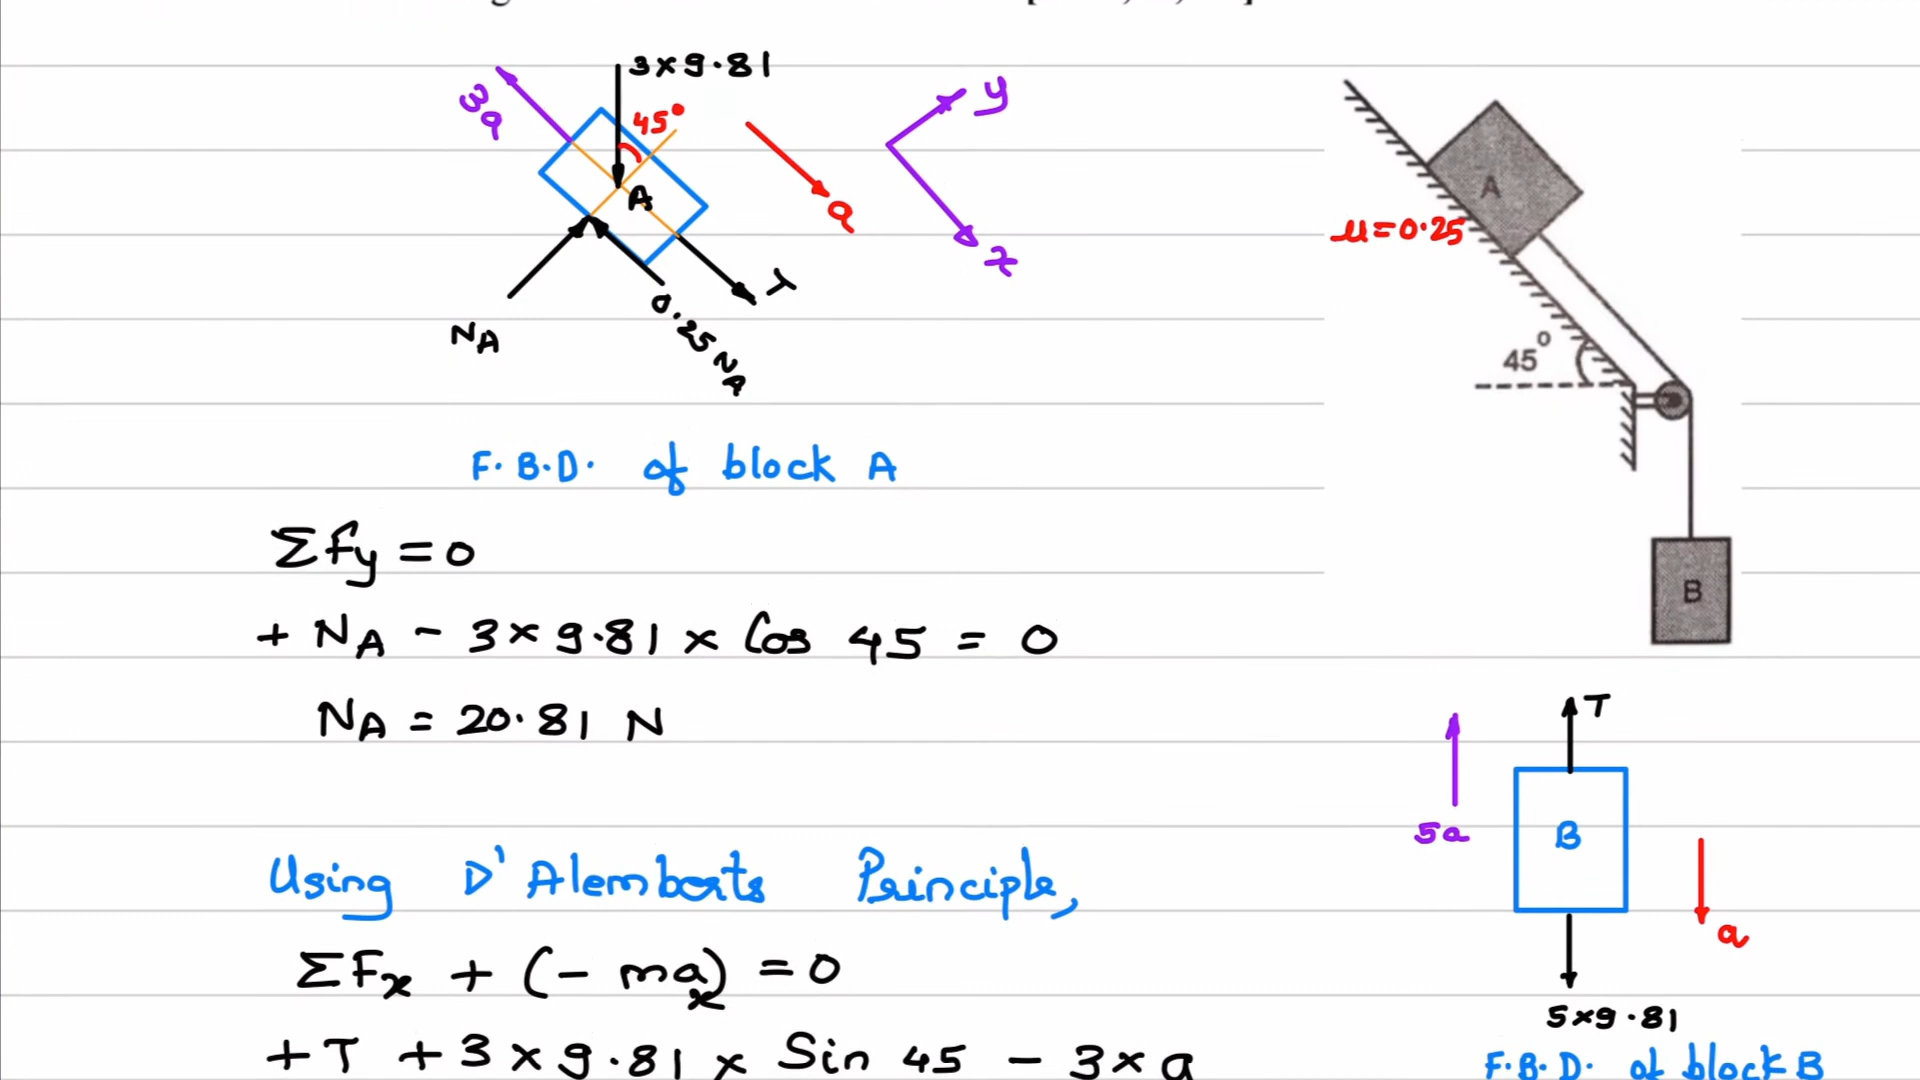 3×9.81
3a
45°
A
a
y
x
T
NA
0.25 NA
F.B.D. of block A
ΣFy = 0
+ NA - 3×9.81 × Cos 45 = 0
NA = 20.81 N
Using D'Alemberts Principle,
ΣFx + (- max) = 0
+T + 3×9.81 × Sin 45 - 3×a
A
μ=0.25
45°
B
T
5a
B
a
5×9.81
F.B.D. of block B